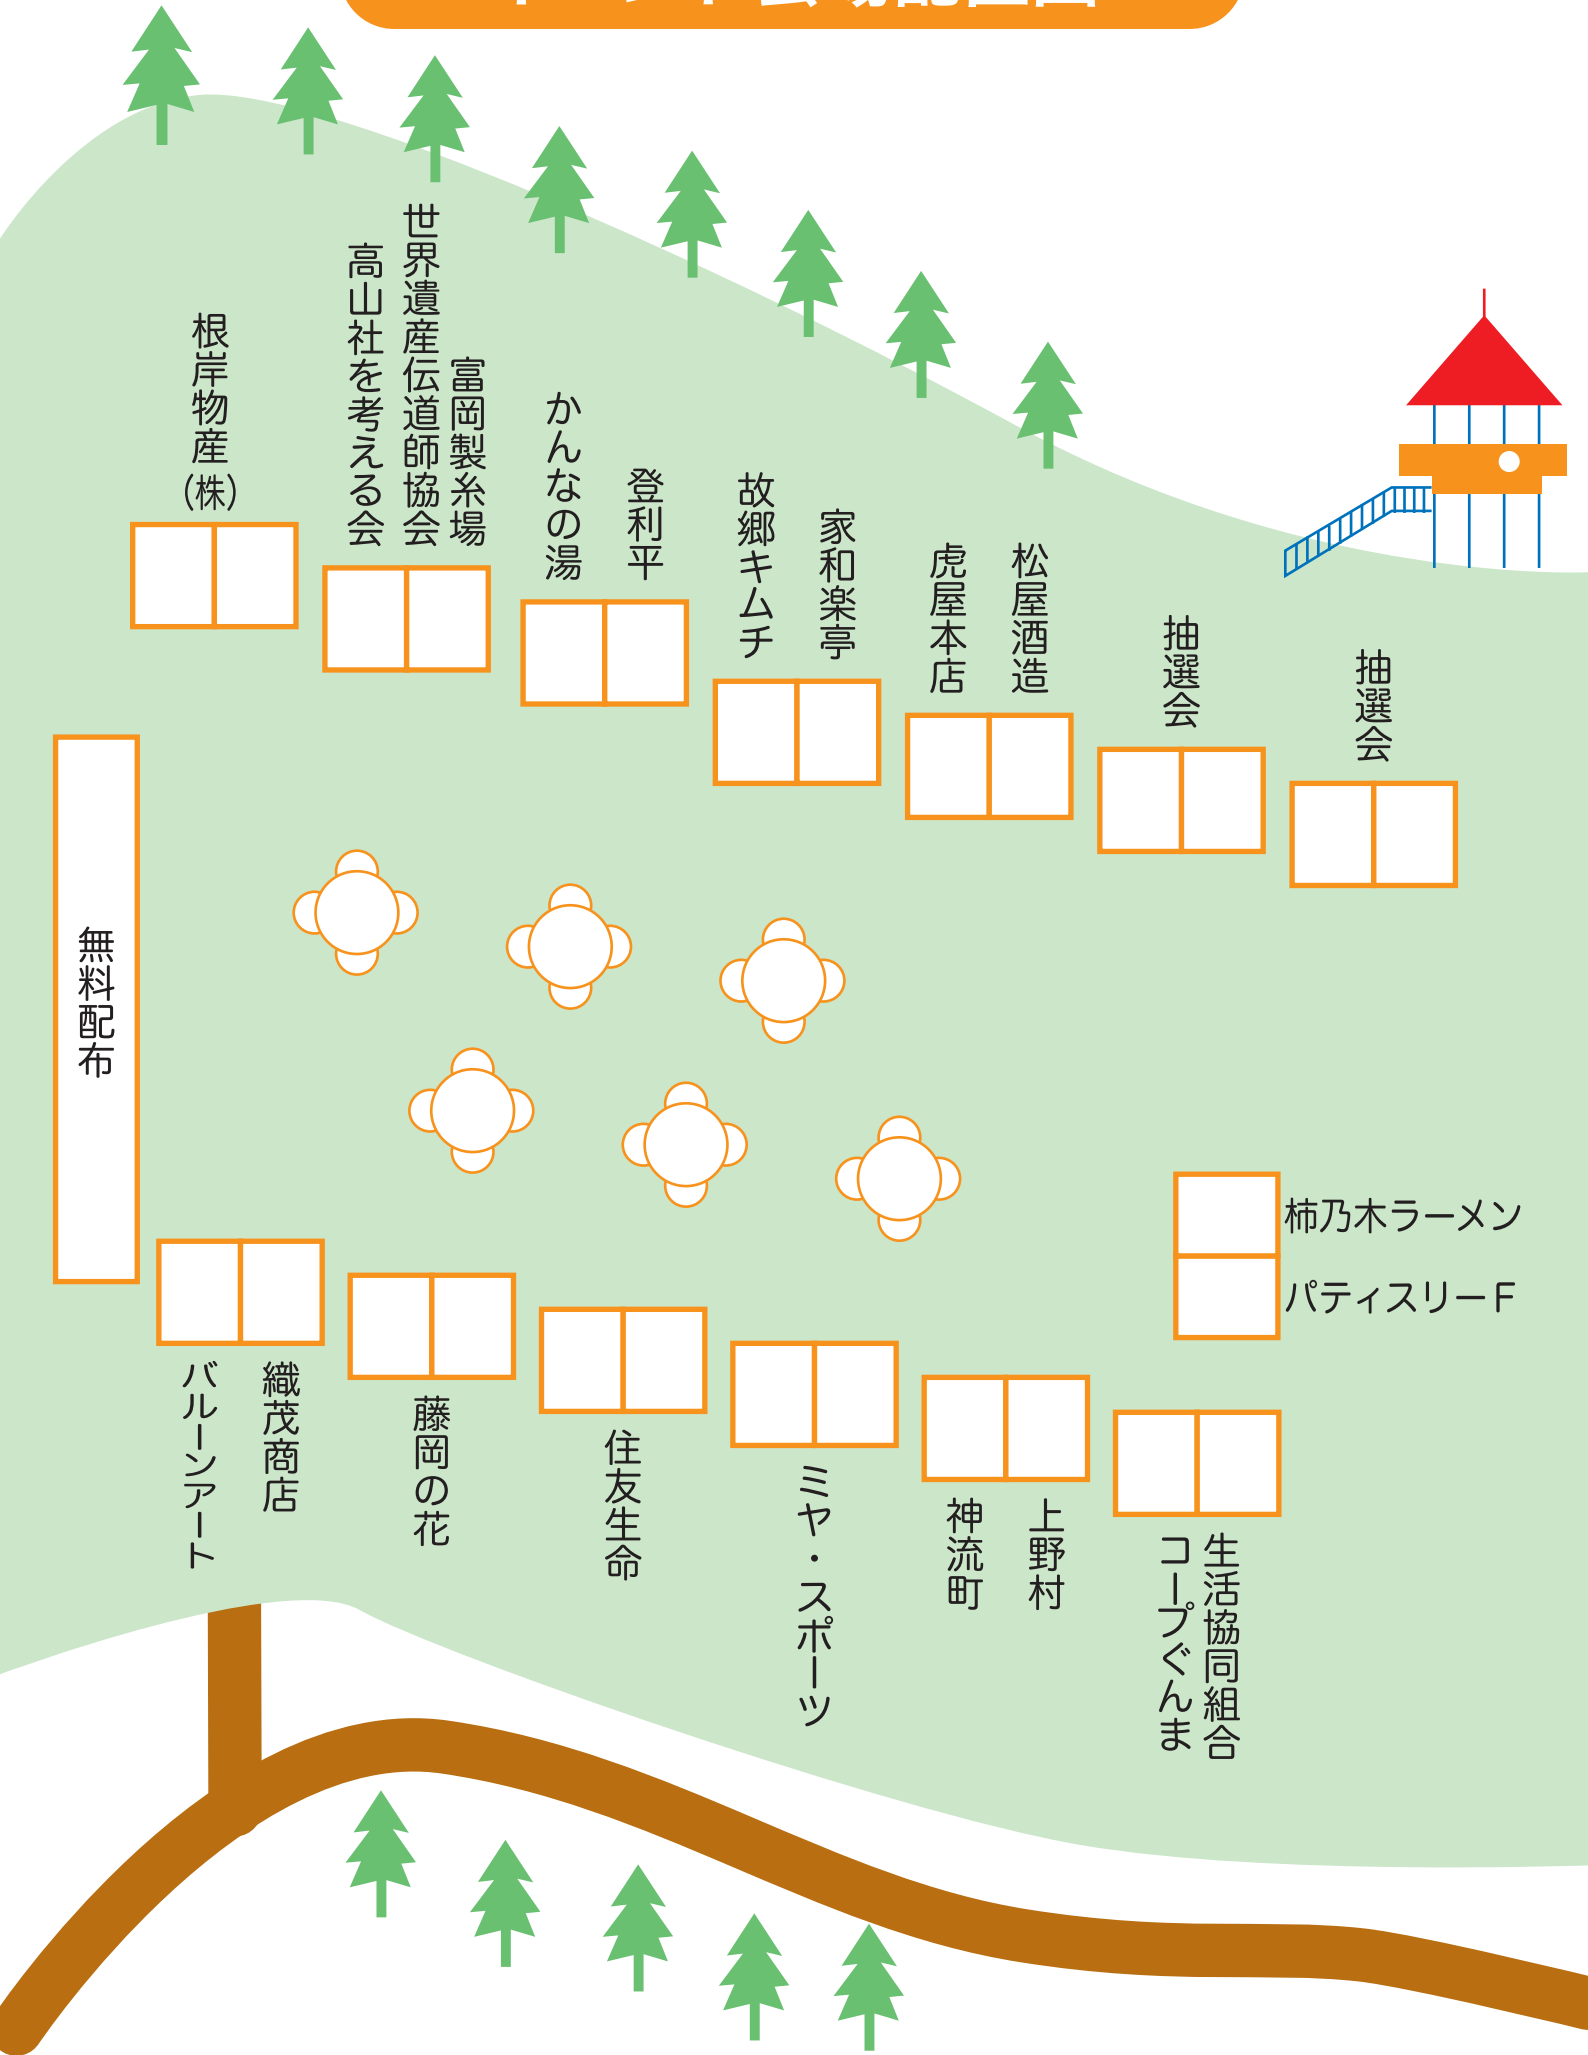 根岸物産（株）
高山社を考える会
世界遺産伝道師協会
富岡製糸場
かんなの湯
登利平
故郷キムチ
家和楽亭
虎屋本店
松屋酒造
抽選会
抽選会
無料配布
柿乃木ラーメン
パティスリーF
バルーンアート
織茂商店
藤岡の花
住友生命
ミヤ・スポーツ
神流町
上野村
生活協同組合
コープぐんま